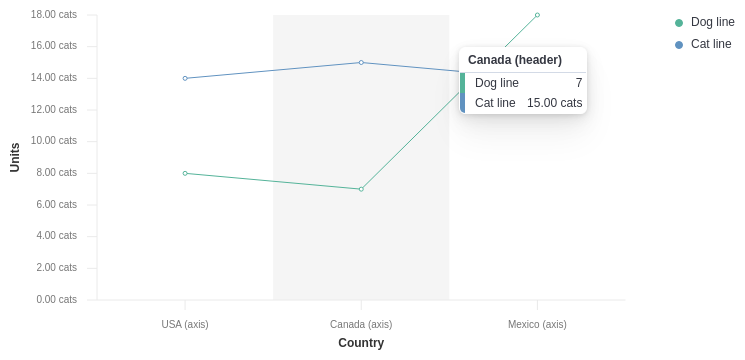 18.00 cats
16.00 cats
14.00 cats
12.00 cats
10.00 cats
8.00 cats
6.00 cats
4.00 cats
2.00 cats
0.00 cats
Units
USA (axis)
Canada (axis)
Mexico (axis)
Country
Canada (header)
Dog line 7
Cat line 15.00 cats
Dog line
Cat line